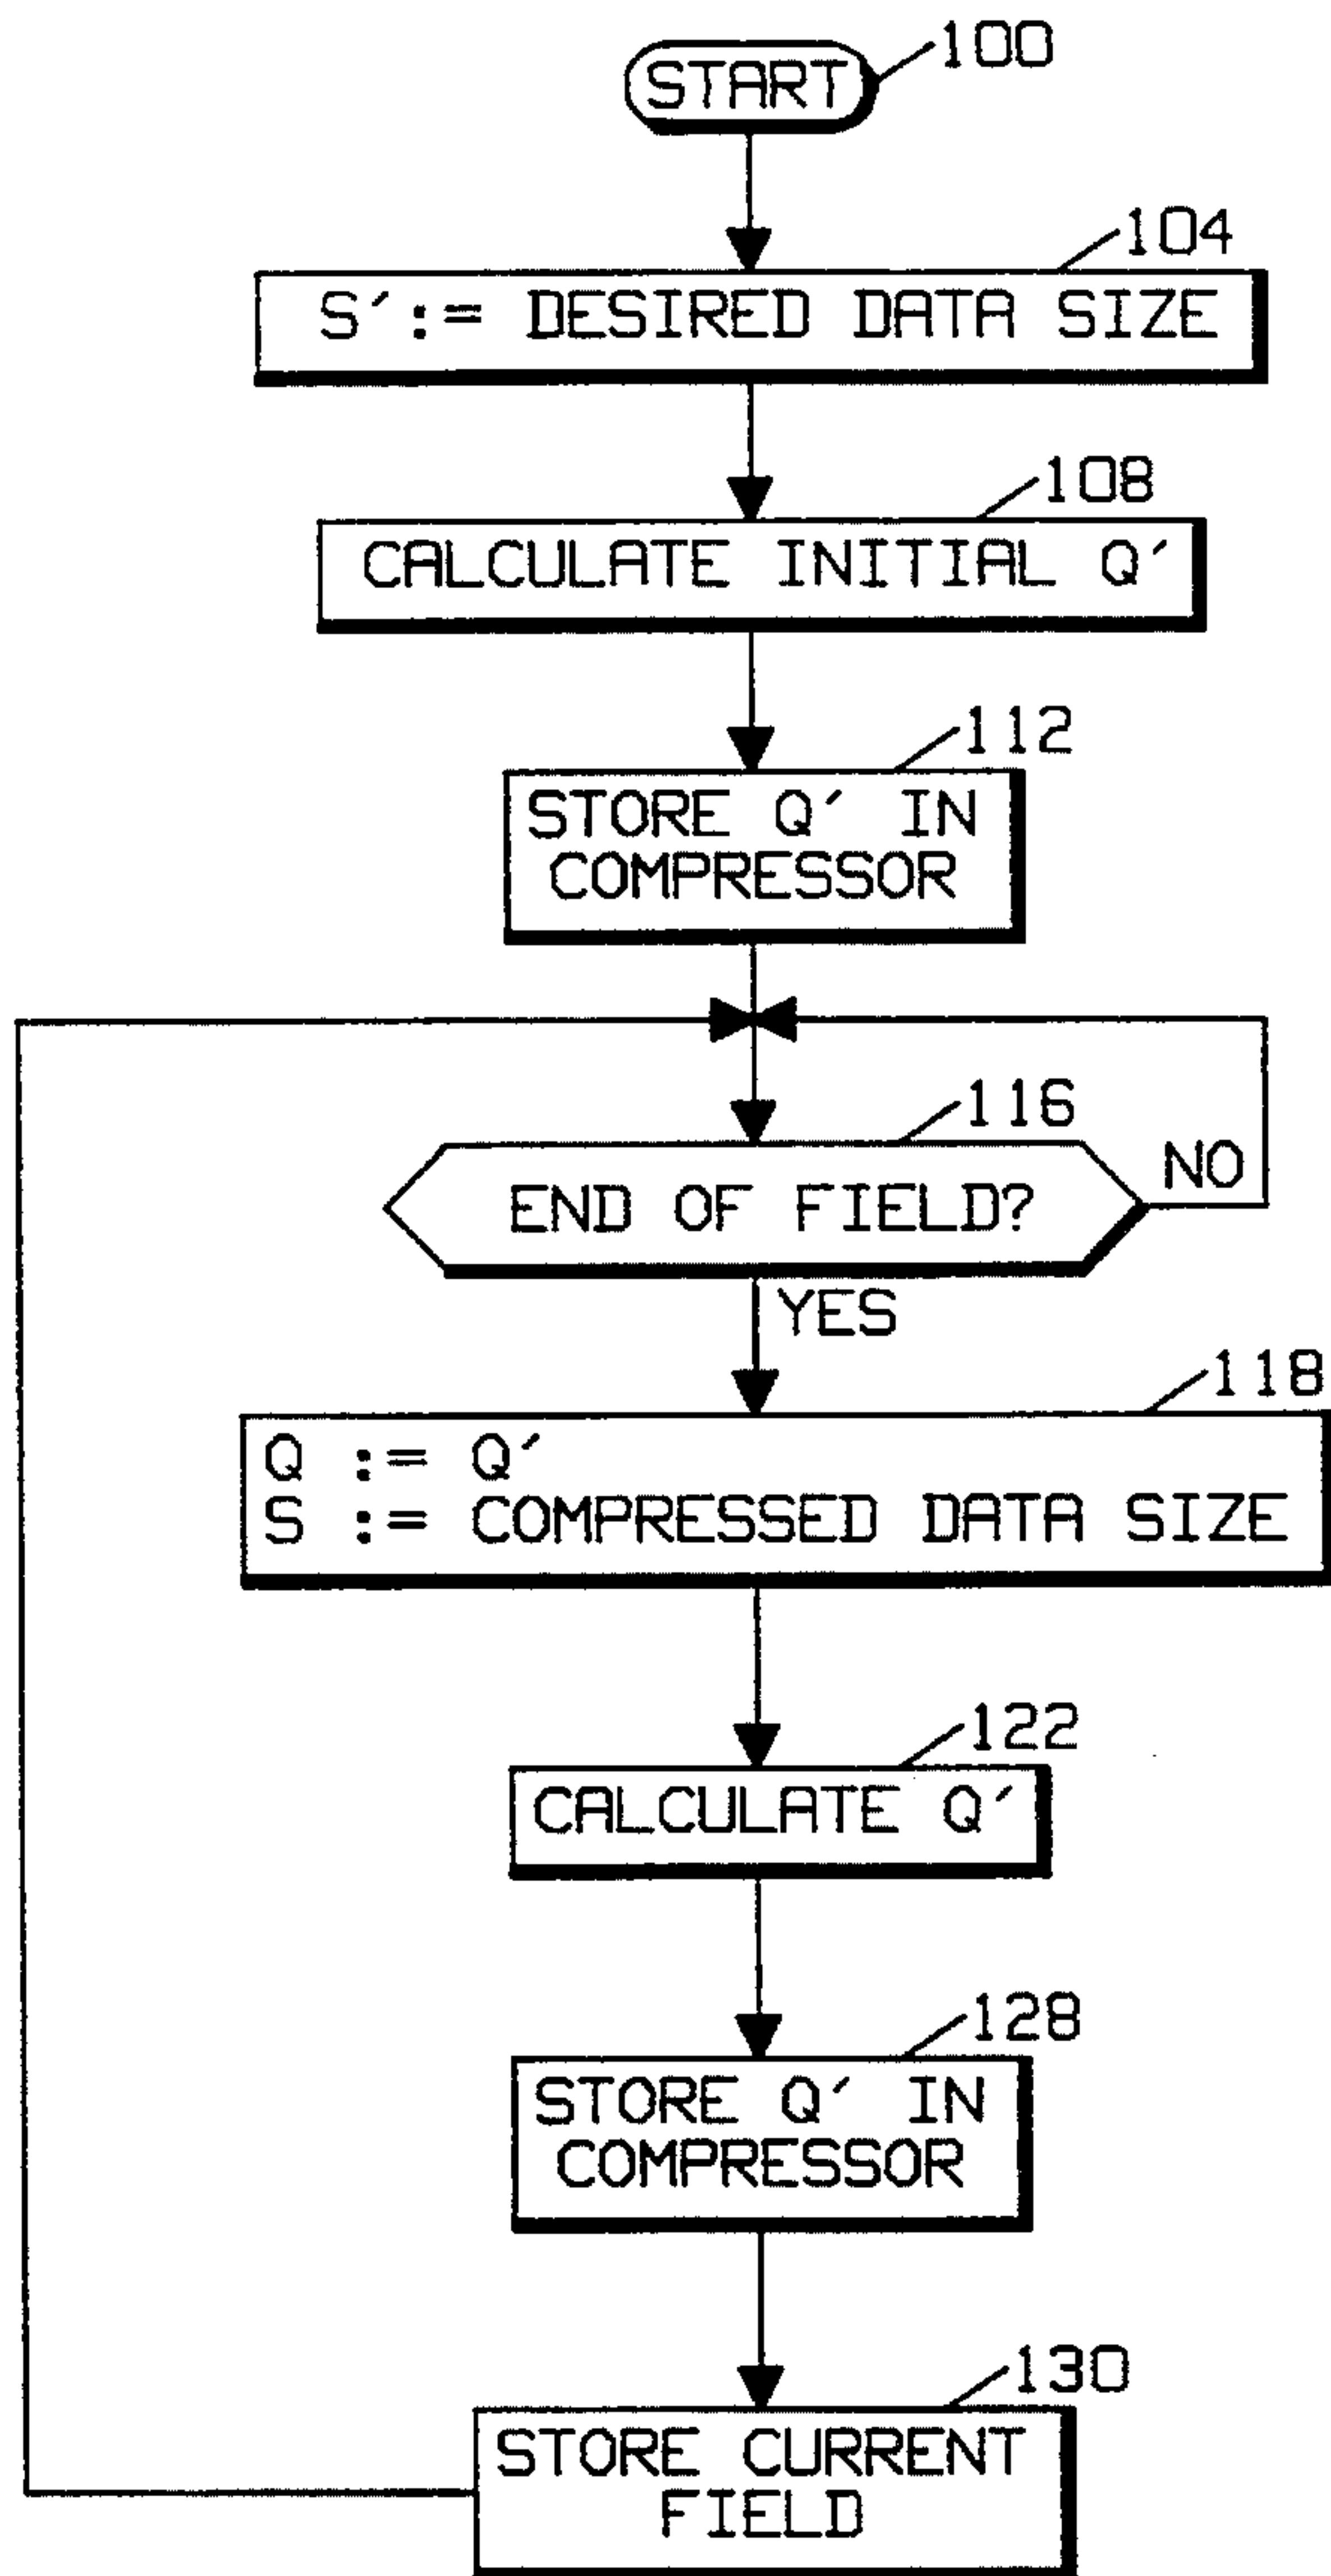 START
100
104
S′:= DESIRED DATA SIZE
108
CALCULATE INITIAL Q′
112
STORE Q′ IN
COMPRESSOR
116
END OF FIELD?
NO
YES
118
Q := Q′
S := COMPRESSED DATA SIZE
122
CALCULATE Q′
128
STORE Q′ IN
COMPRESSOR
130
STORE CURRENT
FIELD